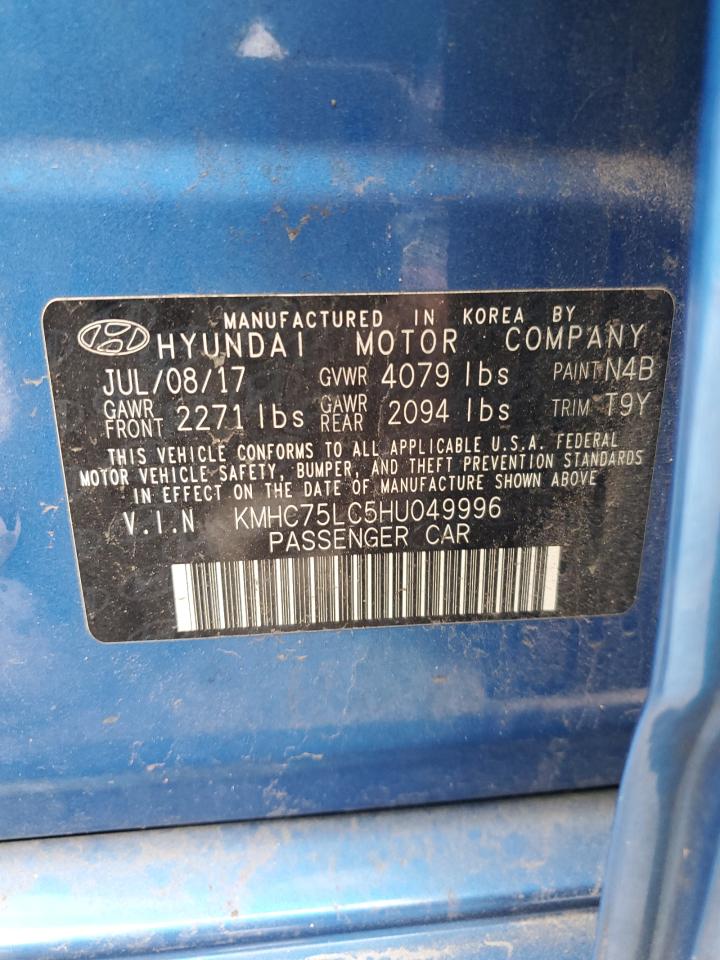 MANUFACTURED IN KOREA BY
HYUNDAI MOTOR COMPANY
JUL/08/17 GVWR 4079 lbs PAINT N4B
GAWR FRONT 2271 lbs GAWR REAR 2094 lbs TRIM T9Y
THIS VEHICLE CONFORMS TO ALL APPLICABLE U.S.A. FEDERAL
MOTOR VEHICLE SAFETY, BUMPER, AND THEFT PREVENTION STANDARDS
IN EFFECT ON THE DATE OF MANUFACTURE SHOWN ABOVE
V.I.N KMHC75LC5HU049996
PASSENGER CAR